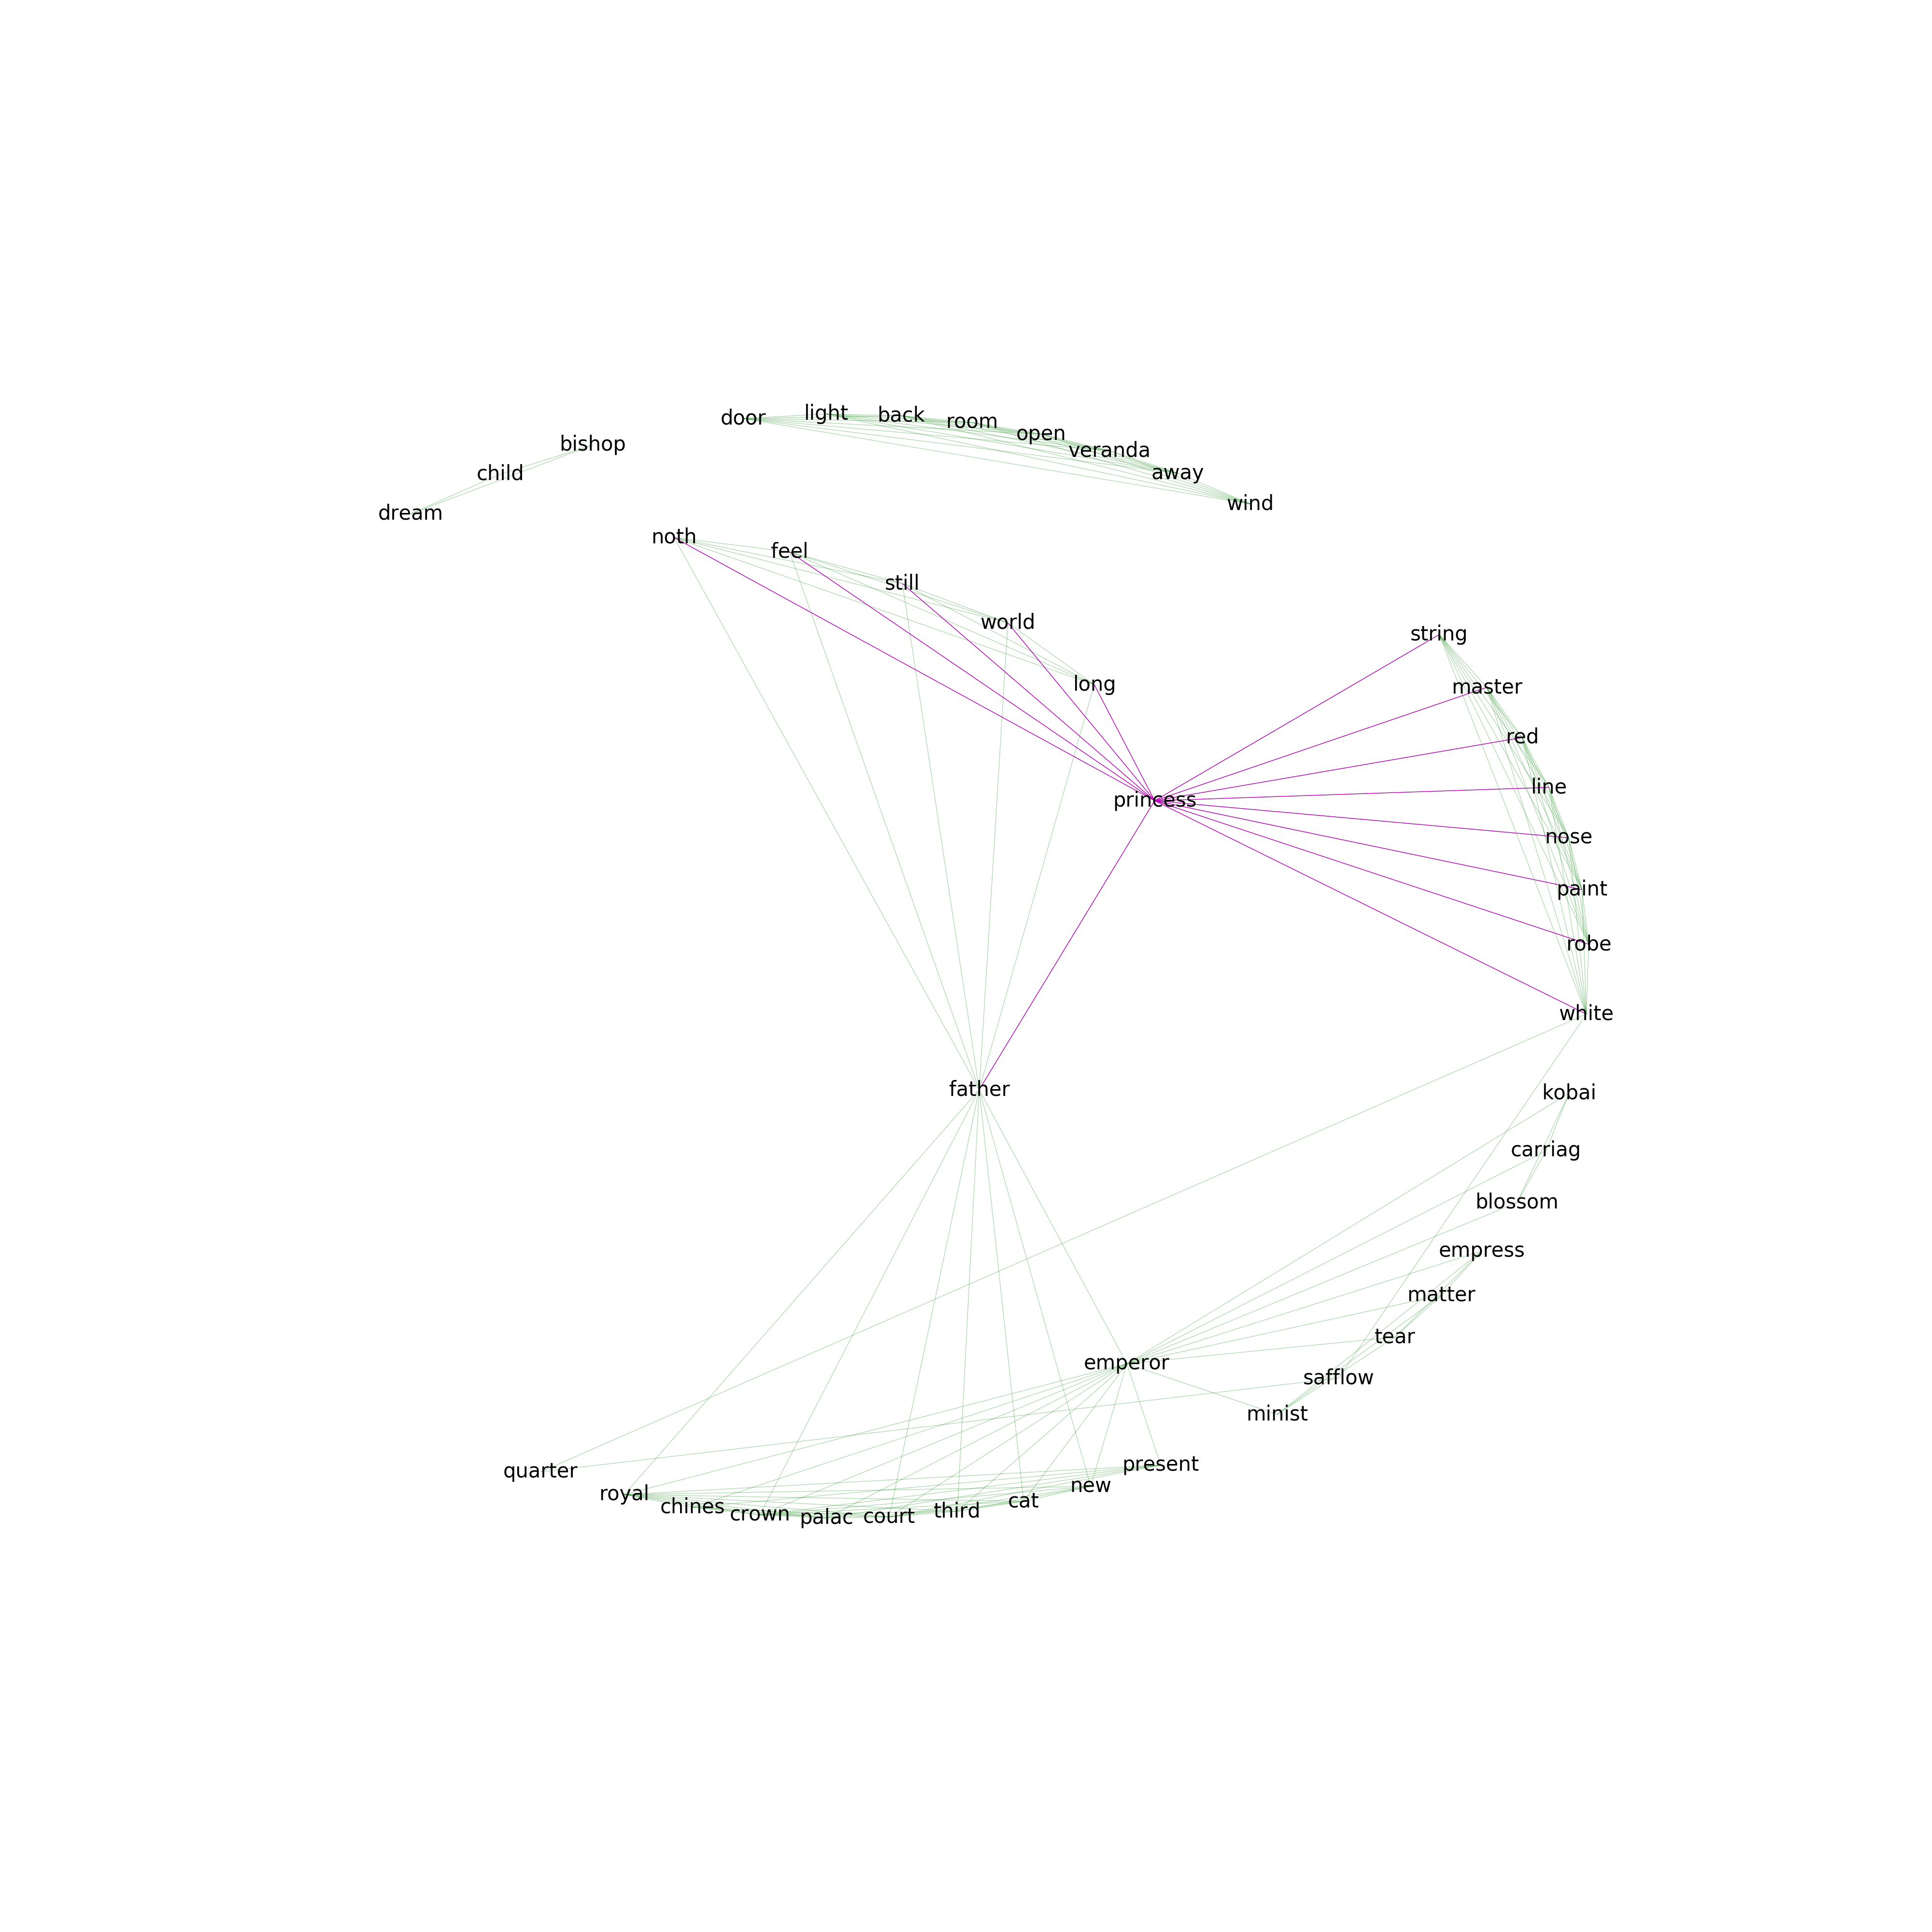 light
back
door
room
open
bishop
veranda
child
away
wind
dream
noth
feel
still
world
string
long
master
red
line
princess
nose
paint
robe
white
father
kobai
carriag
blossom
empress
matter
tear
emperor
safflow
minist
present
quarter
new
royal
cat
chines
third
crown
court
palac